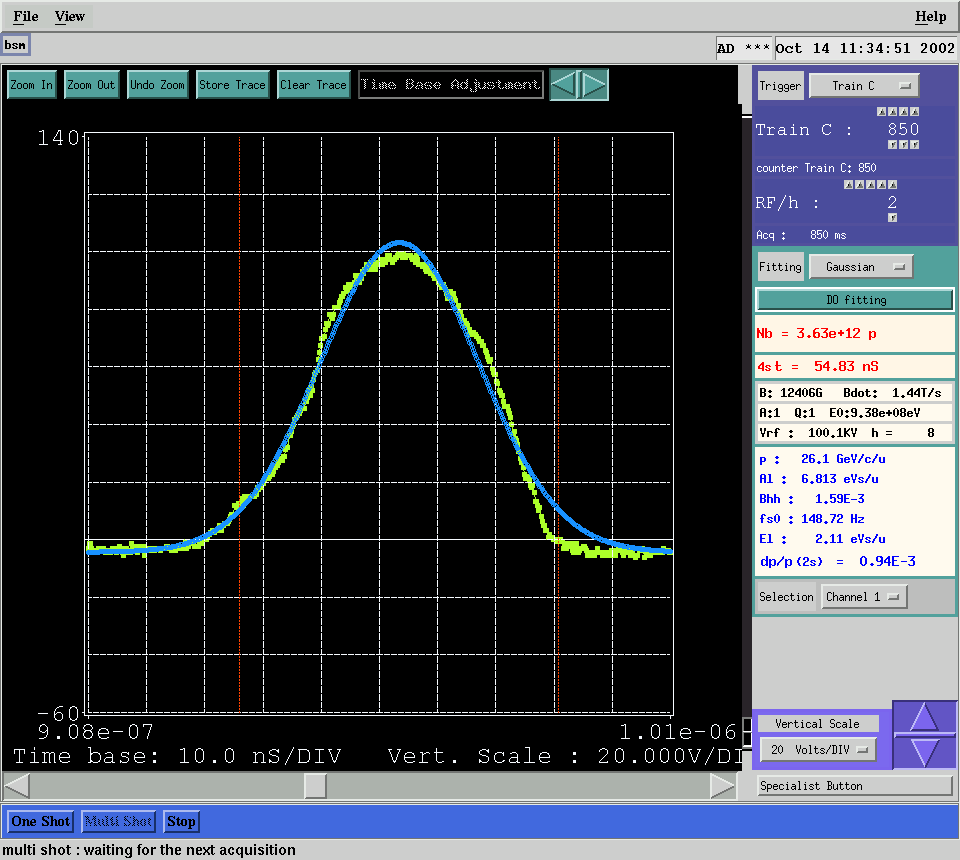 File View Help
bsm
AD *** Oct 14 11:34:51 2002
Zoom In Zoom Out Undo Zoom Store Trace Clear Trace Time Base Adjustment
Trigger Train C
Train C : 850
counter Train C: 850
RF/h : 2
Acq : 850 ms
Fitting Gaussian
DO fitting
Nb = 3.63e+12 p
4st = 54.83 nS
B: 12406G Bdot: 1.44T/s
A:1 Q:1 E0:9.38e+08eV
Vrf : 100.1KV h = 8
p : 26.1 GeV/c/u
Al : 6.813 eVs/u
Bhh : 1.59E-3
fs0 : 148.72 Hz
El : 2.11 eVs/u
dp/p(2s) = 0.94E-3
Selection Channel 1
140
-60
9.08e-07 1.01e-06
Time base: 10.0 nS/DIV Vert. Scale : 20.000V/DI
Vertical Scale
20 Volts/DIV
Specialist Button
One Shot Multi Shot Stop
multi shot : waiting for the next acquisition